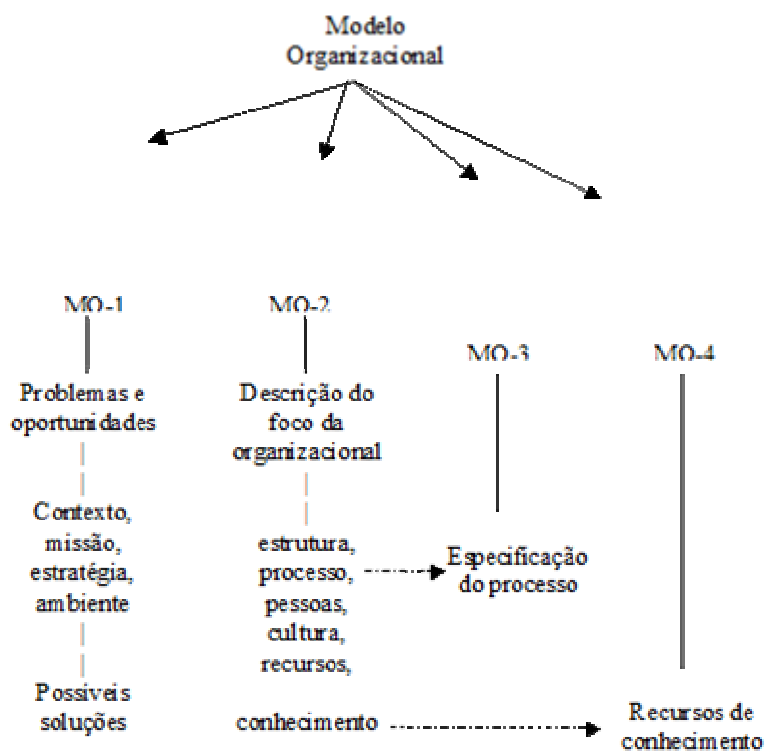 Modelo
Organizacional
MO-1
MO-2
MO-3
MO-4
Problemas e
oportunidades
Contexto,
missão,
estratégia,
ambiente
Possiveis
soluções
Descrição do
foco da
organizacional
estrutura,
processo,
pessoas,
cultura,
recursos,
conhecimento
Especificação
do processo
Recursos de
conhecimento